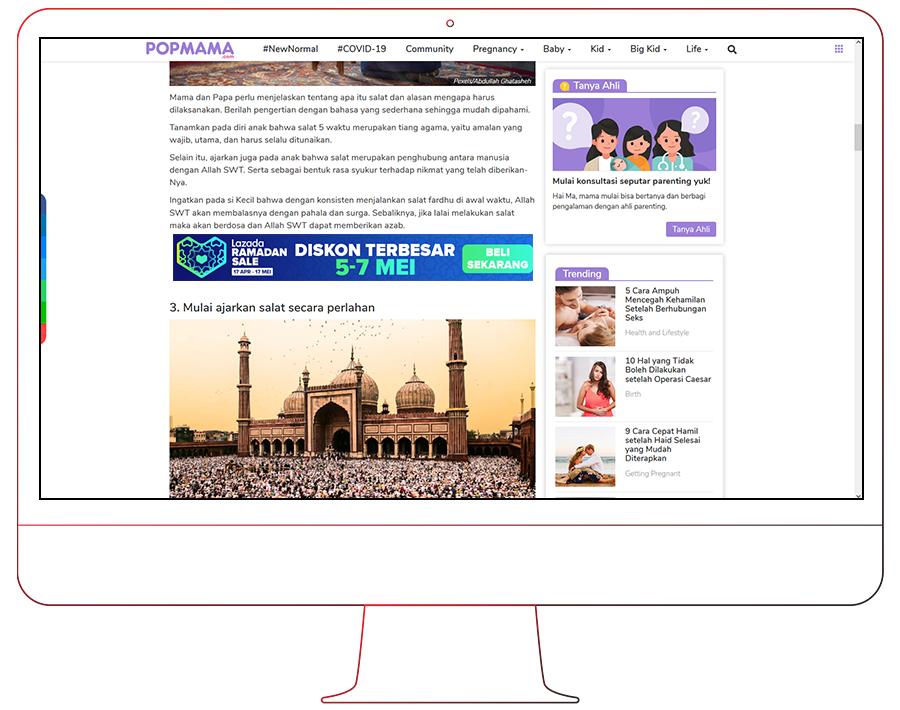 POPMAMA
.com
#NewNormal #COVID-19 Community Pregnancy Baby Kid Big Kid Life
Pexels/Abdullah Ghatasheh
Mama dan Papa perlu menjelaskan tentang apa itu salat dan alasan mengapa harus
dilaksanakan. Berilah pengertian dengan bahasa yang sederhana sehingga mudah dipahami.
Tanamkan pada diri anak bahwa salat 5 waktu merupakan tiang agama, yaitu amalan yang
wajib, utama, dan harus selalu ditunaikan.
Selain itu, ajarkan juga pada anak bahwa salat merupakan penghubung antara manusia
dengan Allah SWT. Serta sebagai bentuk rasa syukur terhadap nikmat yang telah diberikan-
Nya.
Ingatkan pada si Kecil bahwa dengan konsisten menjalankan salat fardhu di awal waktu, Allah
SWT akan membalasnya dengan pahala dan surga. Sebaliknya, jika lalai melakukan salat
maka akan berdosa dan Allah SWT dapat memberikan azab.
Lazada
RAMADAN
SALE
17 APR - 17 MEI
DISKON TERBESAR
5-7 MEI
BELI
SEKARANG
3. Mulai ajarkan salat secara perlahan
? Tanya Ahli
? ?
Mulai konsultasi seputar parenting yuk!
Hai Ma, mama mulai bisa bertanya dan berbagi
pengalaman dengan ahli parenting.
Tanya Ahli
Trending
5 Cara Ampuh
Mencegah Kehamilan
Setelah Berhubungan
Seks
Health and Lifestyle
10 Hal yang Tidak
Boleh Dilakukan
setelah Operasi Caesar
Birth
9 Cara Cepat Hamil
setelah Haid Selesai
yang Mudah
Diterapkan
Getting Pregnant